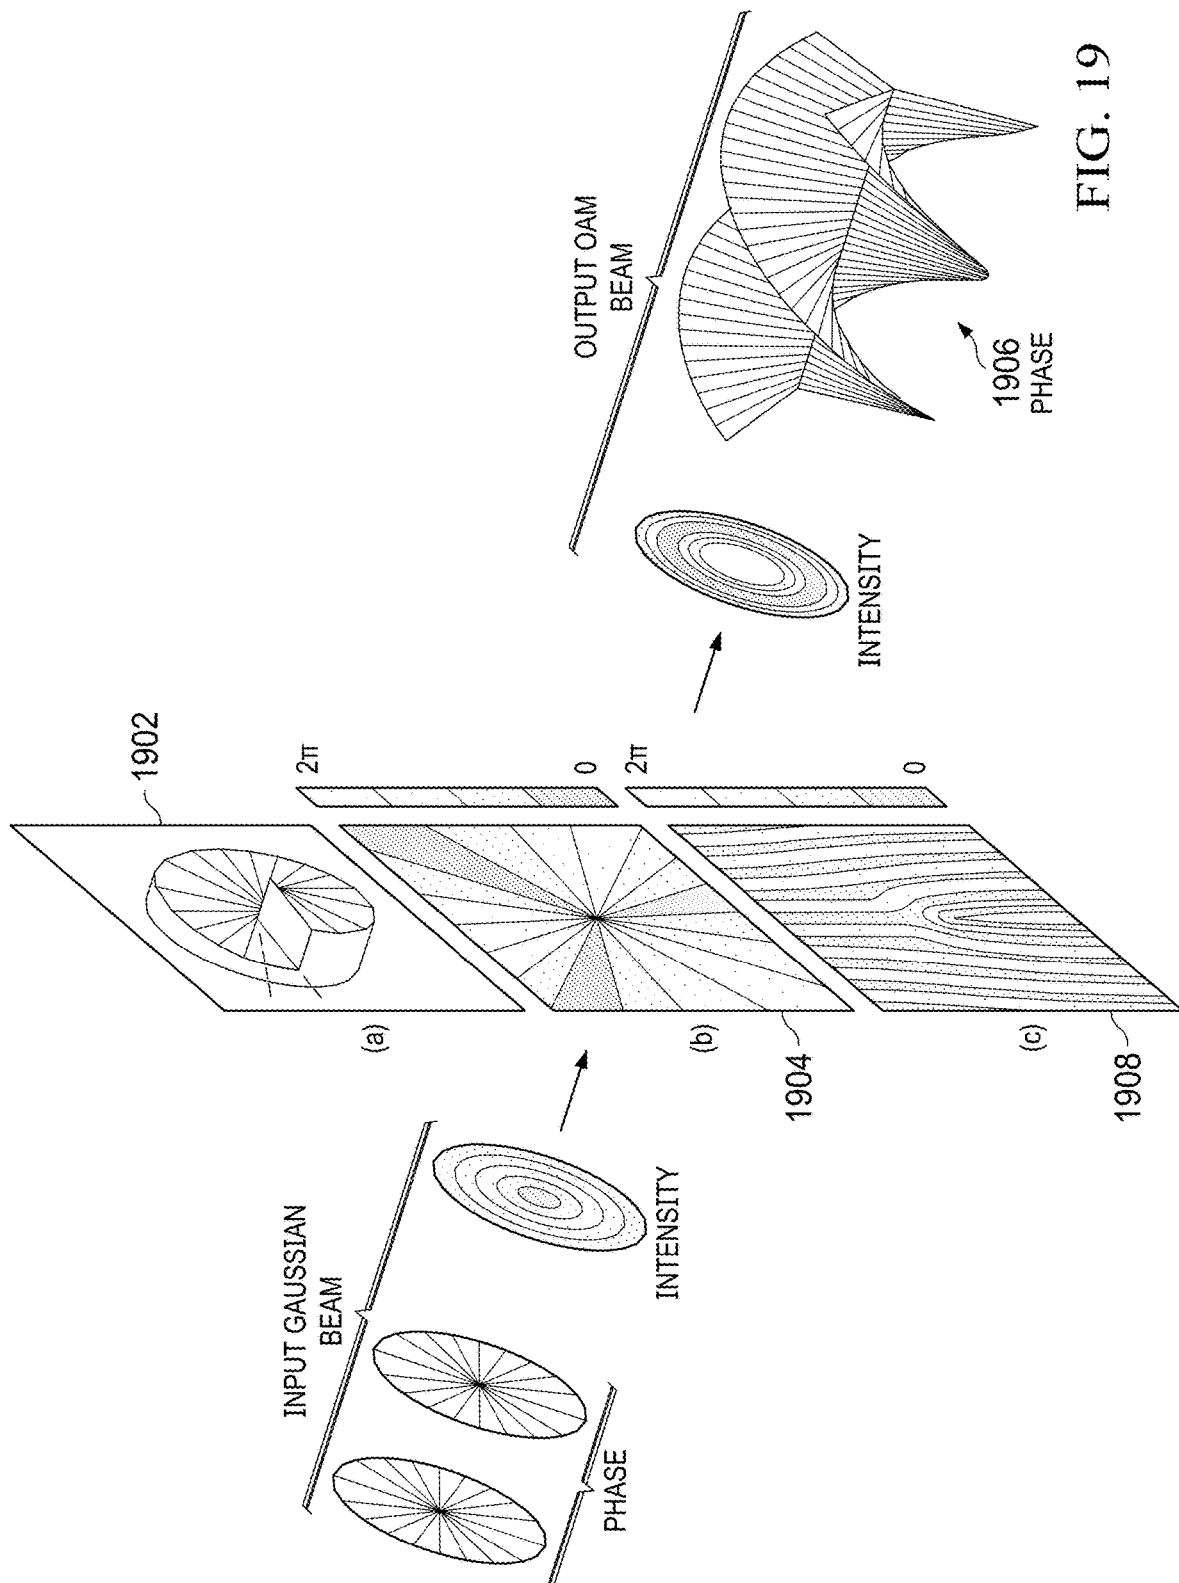 INPUT GAUSSIAN
BEAM
PHASE
INTENSITY
(a)
1902
2π
0
(b)
1904
2π
0
(c)
1908
OUTPUT OAM
BEAM
INTENSITY
1906
PHASE
FIG. 19